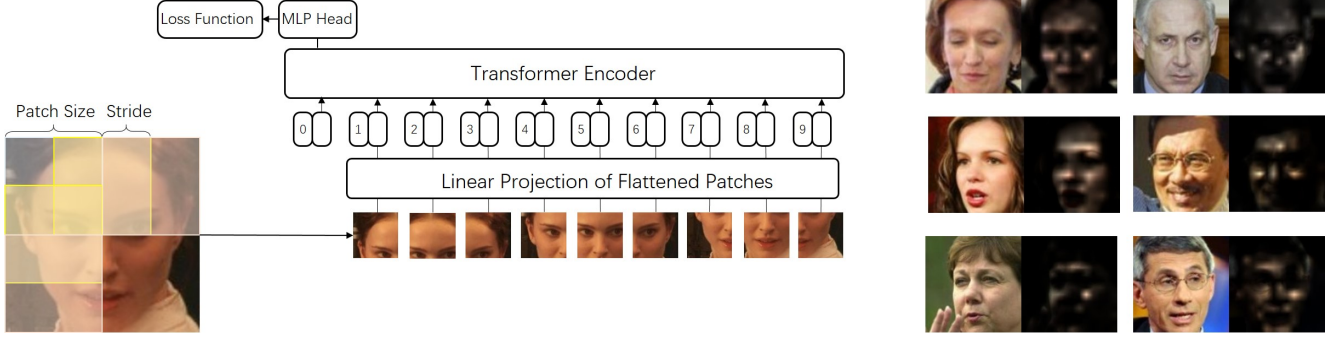 Loss Function
MLP Head
Transformer Encoder
Patch Size
Stride
0
1
2
3
4
5
6
7
8
9
Linear Projection of Flattened Patches